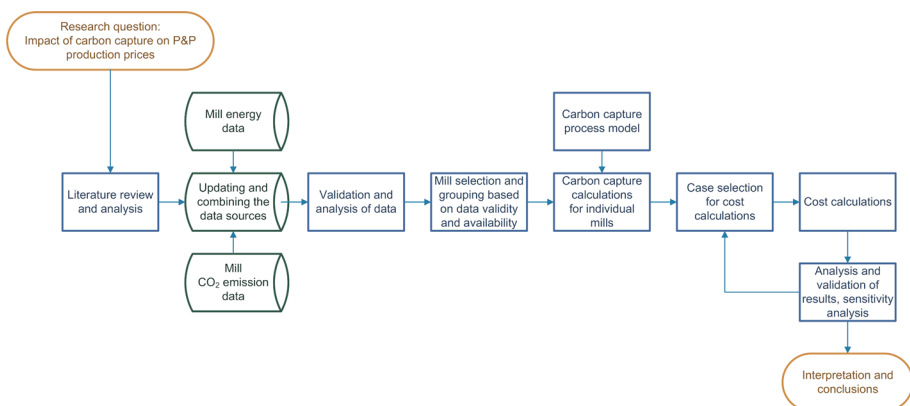 Research question:
Impact of carbon capture on P&P
production prices
Mill energy
data
Carbon capture
process model
Literature review
and analysis
Updating and
combining the
data sources
Validation and
analysis of data
Mill selection and
grouping based
on data validity
and availability
Carbon capture
calculations
for individual
mills
Case selection
for cost
calculations
Cost calculations
Mill
CO₂ emission
data
Analysis and
validation of
results, sensitivity
analysis
Interpretation and
conclusions